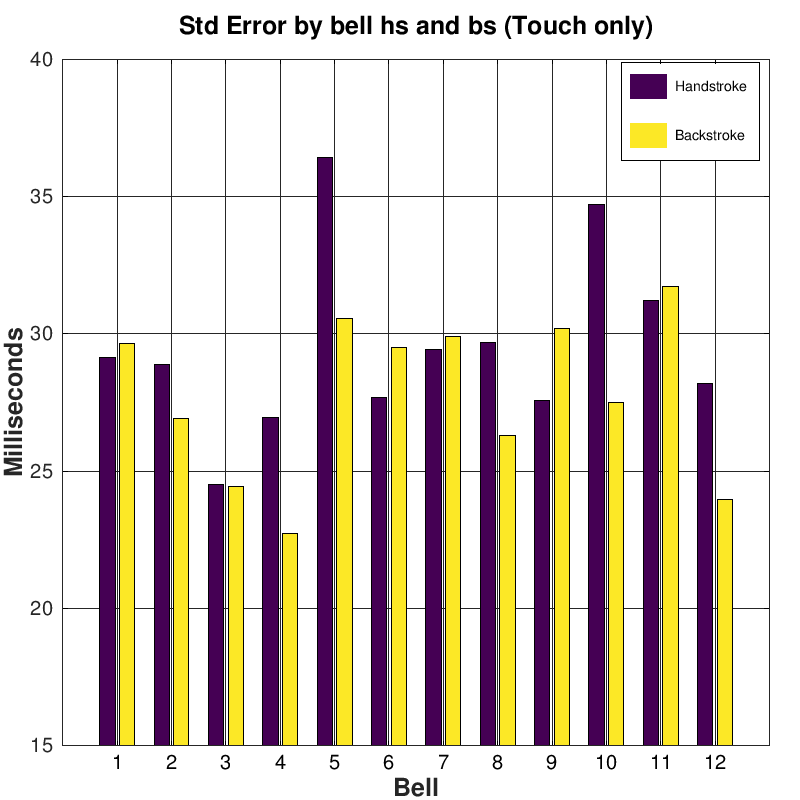 Std Error by bell hs and bs (Touch only)
Handstroke
Backstroke
40
35
30
25
20
15
Milliseconds
1 2 3 4 5 6 7 8 9 10 11 12
Bell